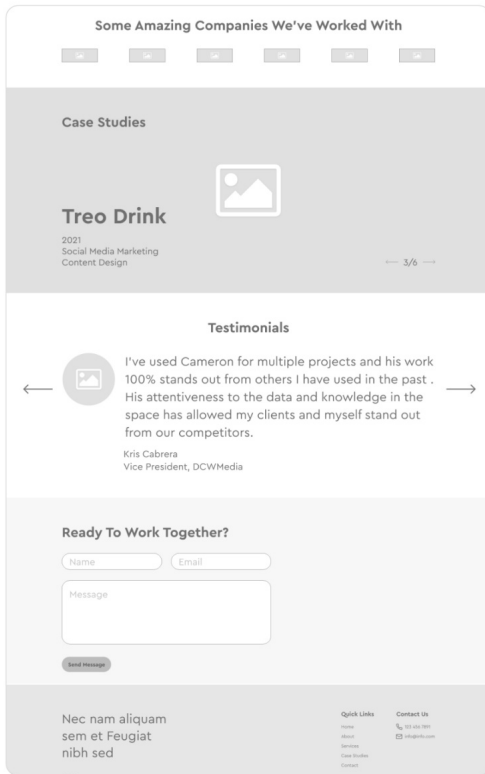 Some Amazing Companies We've Worked With
Case Studies
Treo Drink
2021
Social Media Marketing
Content Design
← 3/6 →
Testimonials
I've used Cameron for multiple projects and his work
100% stands out from others I have used in the past .
His attentiveness to the data and knowledge in the
space has allowed my clients and myself stand out
from our competitors.
Kris Cabrera
Vice President, DCWMedia
Ready To Work Together?
Name
Email
Message
Send Message
Nec nam aliquam
sem et Feugiat
nibh sed
Quick Links
Home
About
Services
Case Studies
Contact
Contact Us
info@info.com